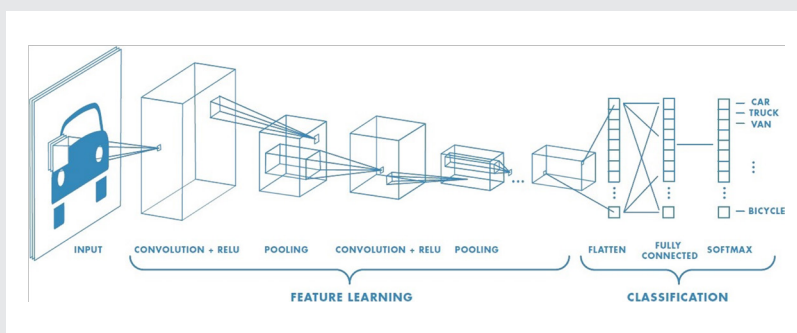 CAR
TRUCK
VAN
BICYCLE
INPUT
CONVOLUTION + RELU
POOLING
CONVOLUTION + RELU
POOLING
FLATTEN
FULLY
CONNECTED
SOFTMAX
FEATURE LEARNING
CLASSIFICATION